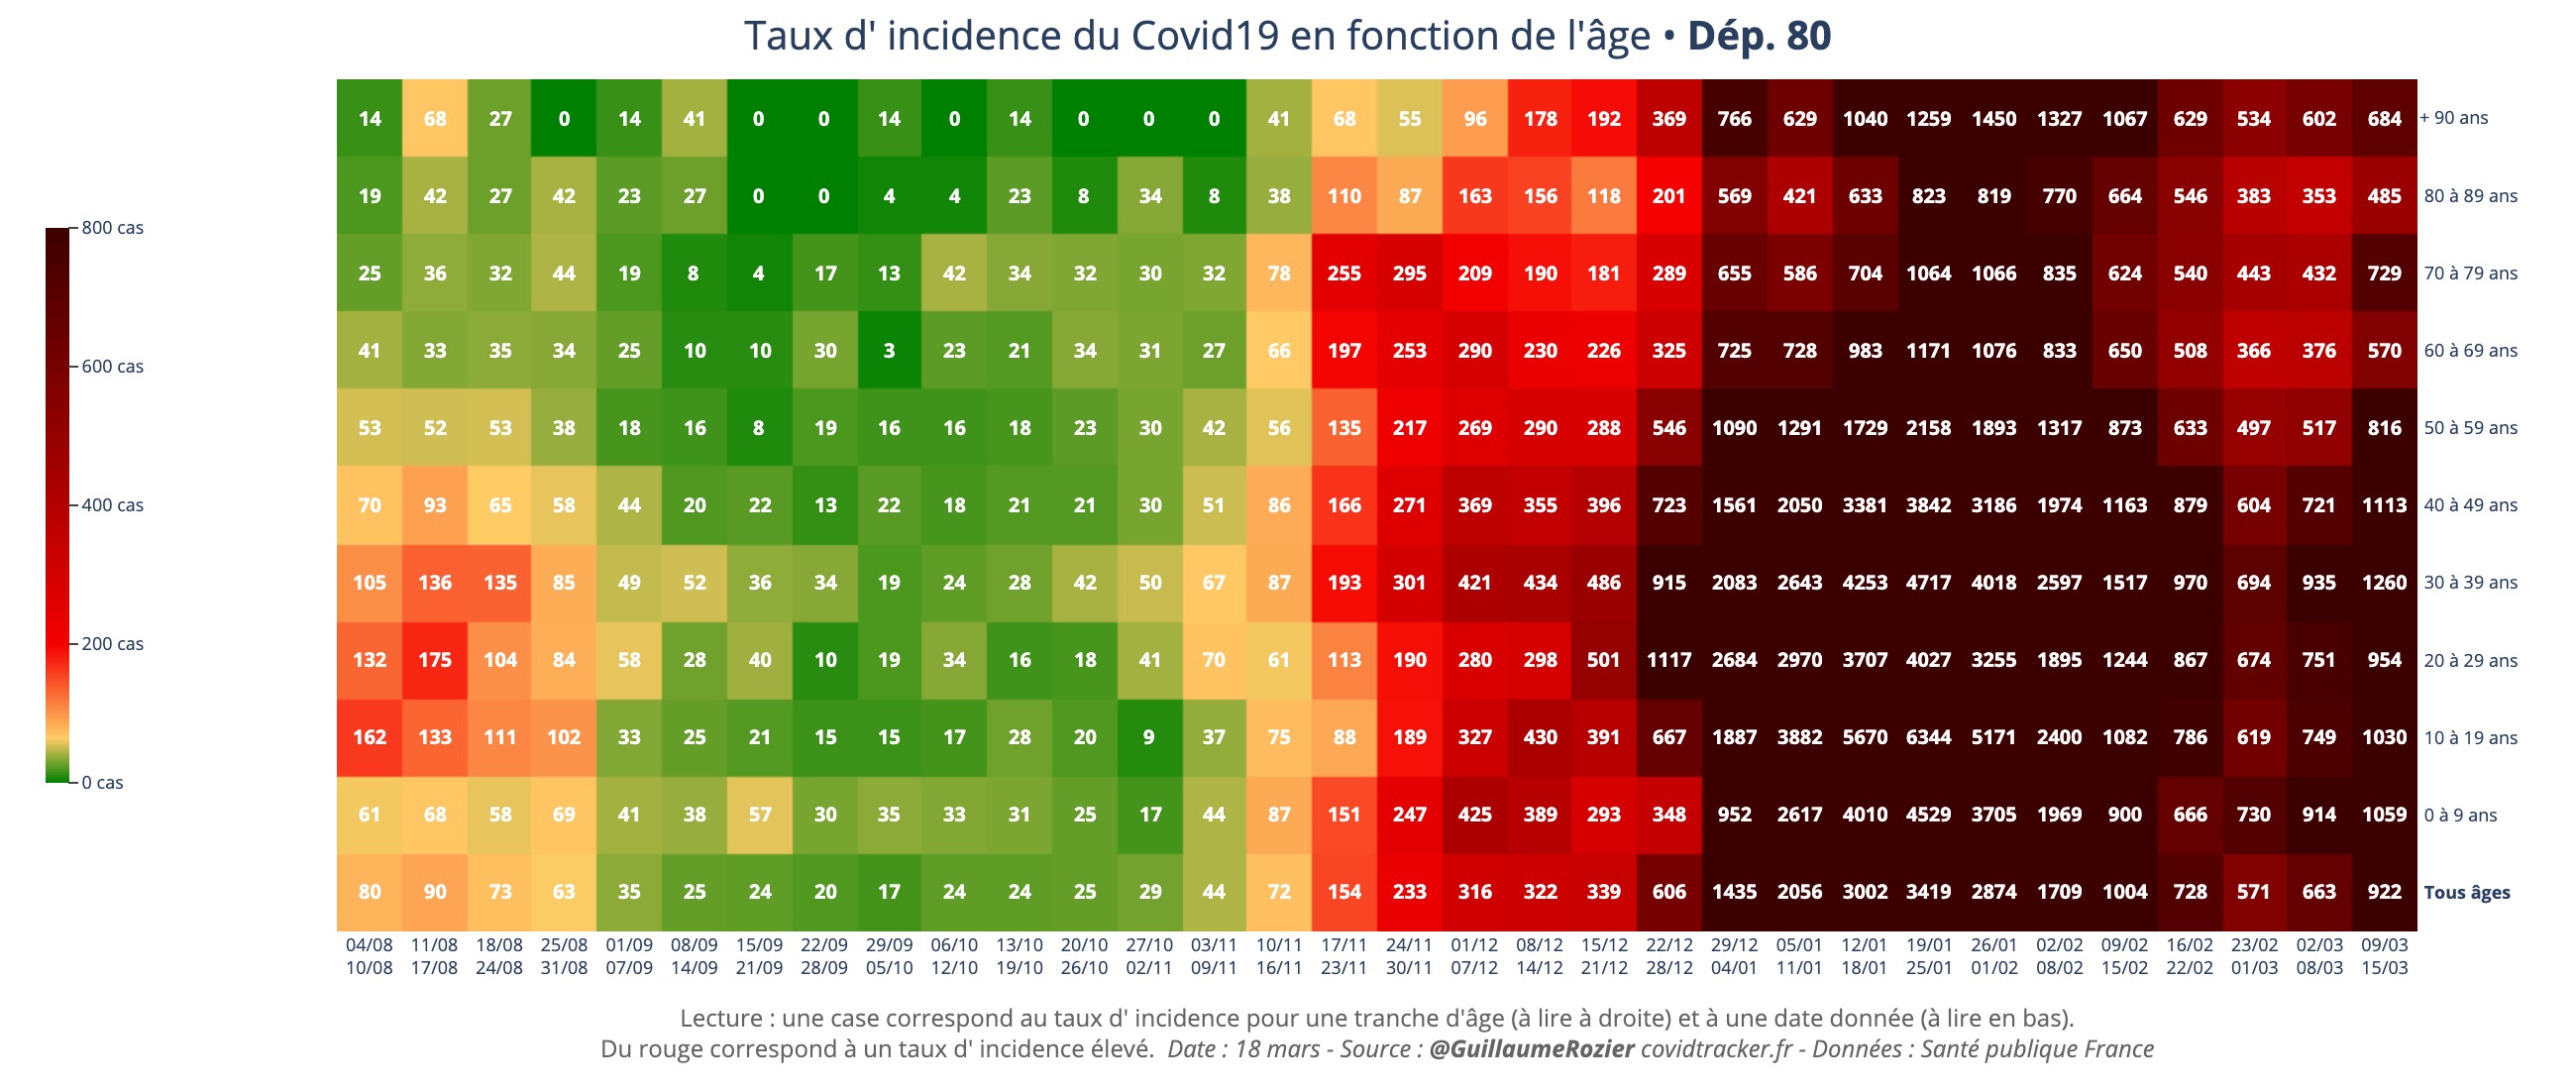 Taux d' incidence du Covid19 en fonction de l'âge • Dép. 80
800 cas
600 cas
400 cas
200 cas
0 cas
14 68 27 0 14 41 0 0 14 0 14 0 0 0 41 68 55 96 178 192 369 766 629 1040 1259 1450 1327 1067 629 534 602 684 + 90 ans
19 42 27 42 23 27 0 0 4 4 23 8 34 8 38 110 87 163 156 118 201 569 421 633 823 819 770 664 546 383 353 485 80 à 89 ans
25 36 32 44 19 8 4 17 13 42 34 32 30 32 78 255 295 209 190 181 289 655 586 704 1064 1066 835 624 540 443 432 729 70 à 79 ans
41 33 35 34 25 10 10 30 3 23 21 34 31 27 66 197 253 290 230 226 325 725 728 983 1171 1076 833 650 508 366 376 570 60 à 69 ans
53 52 53 38 18 16 8 19 16 16 18 23 30 42 56 135 217 269 290 288 546 1090 1291 1729 2158 1893 1317 873 633 497 517 816 50 à 59 ans
70 93 65 58 44 20 22 13 22 18 21 21 30 51 86 166 271 369 355 396 723 1561 2050 3381 3842 3186 1974 1163 879 604 721 1113 40 à 49 ans
105 136 135 85 49 52 36 34 19 24 28 42 50 67 87 193 301 421 434 486 915 2083 2643 4253 4717 4018 2597 1517 970 694 935 1260 30 à 39 ans
132 175 104 84 58 28 40 10 19 34 16 18 41 70 61 113 190 280 298 501 1117 2684 2970 3707 4027 3255 1895 1244 867 674 751 954 20 à 29 ans
162 133 111 102 33 25 21 15 15 17 28 20 9 37 75 88 189 327 430 391 667 1887 3882 5670 6344 5171 2400 1082 786 619 749 1030 10 à 19 ans
61 68 58 69 41 38 57 30 35 33 31 25 17 44 87 151 247 425 389 293 348 952 2617 4010 4529 3705 1969 900 666 730 914 1059 0 à 9 ans
80 90 73 63 35 25 24 20 17 24 24 25 29 44 72 154 233 316 322 339 606 1435 2056 3002 3419 2874 1709 1004 728 571 663 922 Tous âges
04/08 11/08 18/08 25/08 01/09 08/09 15/09 22/09 29/09 06/10 13/10 20/10 27/10 03/11 10/11 17/11 24/11 01/12 08/12 15/12 22/12 29/12 05/01 12/01 19/01 26/01 02/02 09/02 16/02 23/02 02/03 09/03
10/08 17/08 24/08 31/08 07/09 14/09 21/09 28/09 05/10 12/10 19/10 26/10 02/11 09/11 16/11 23/11 30/11 07/12 14/12 21/12 28/12 04/01 11/01 18/01 25/01 01/02 08/02 15/02 22/02 01/03 08/03 15/03
Lecture : une case correspond au taux d' incidence pour une tranche d'âge (à lire à droite) et à une date donnée (à lire en bas).
Du rouge correspond à un taux d' incidence élevé. Date : 18 mars - Source : @GuillaumeRozier covidtracker.fr - Données : Santé publique France